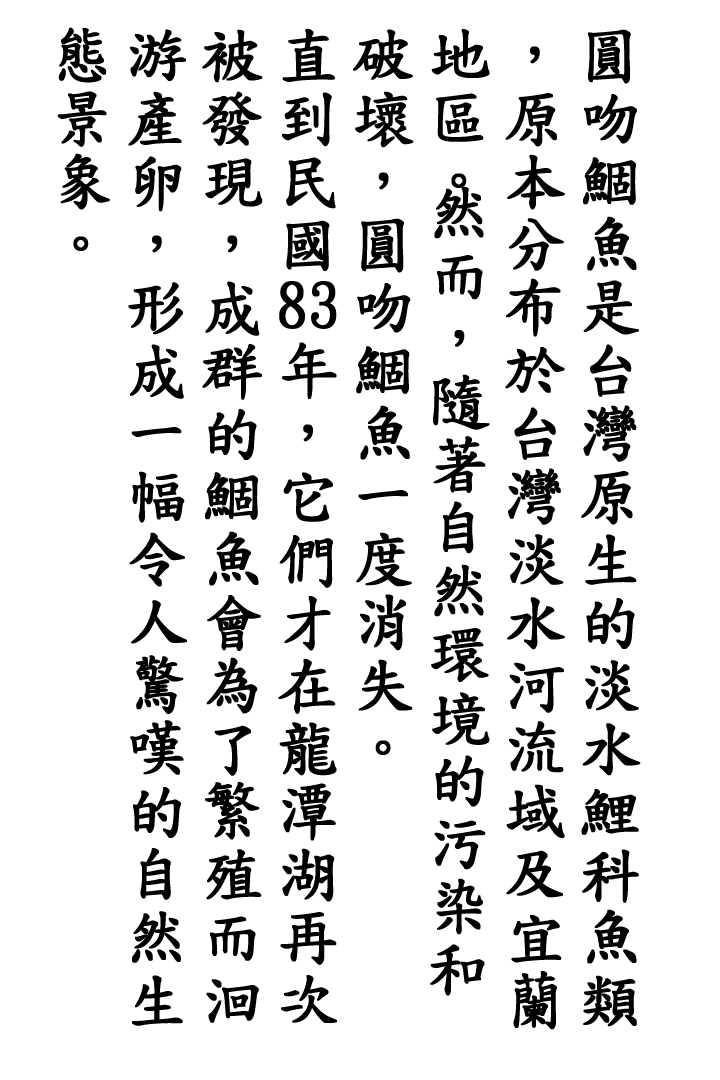 圓吻鯝魚是台灣原生的淡水鯉科魚類
，原本分布於台灣淡水河流域及宜蘭
地區。然而，隨著自然環境的污染和
破壞，圓吻鯝魚一度消失。
直到民國83年，它們才在龍潭湖再次
被發現，成群的鯝魚會為了繁殖而洄
游產卵，形成一幅令人驚嘆的自然生
態景象。